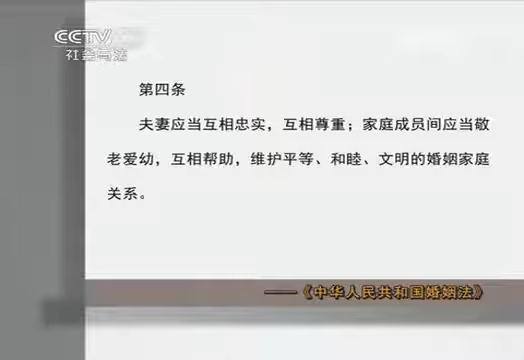 CCTV
社会与法
第四条
夫妻应当互相忠实，互相尊重；家庭成员间应当敬
老爱幼，互相帮助，维护平等、和睦、文明的婚姻家庭
关系。
——《中华人民共和国婚姻法》